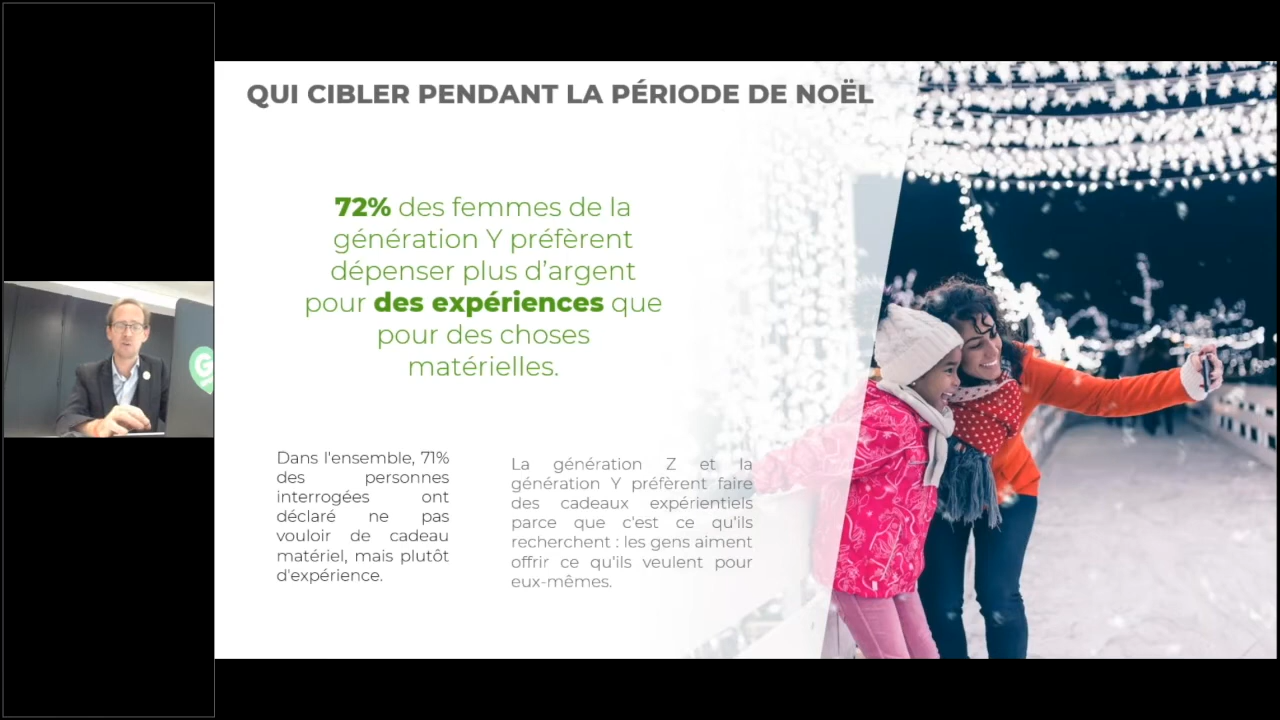 QUI CIBLER PENDANT LA PÉRIODE DE NOËL
72% des femmes de la
génération Y préfèrent
dépenser plus d’argent
pour des expériences que
pour des choses
matérielles.
Dans l'ensemble, 71%
des personnes
interrogées ont
déclaré ne pas
vouloir de cadeau
matériel, mais plutôt
d'expérience.
La génération Z et la
génération Y préfèrent faire
des cadeaux expérientiels
parce que c'est ce qu'ils
recherchent : les gens aiment
offrir ce qu'ils veulent pour
eux-mêmes.